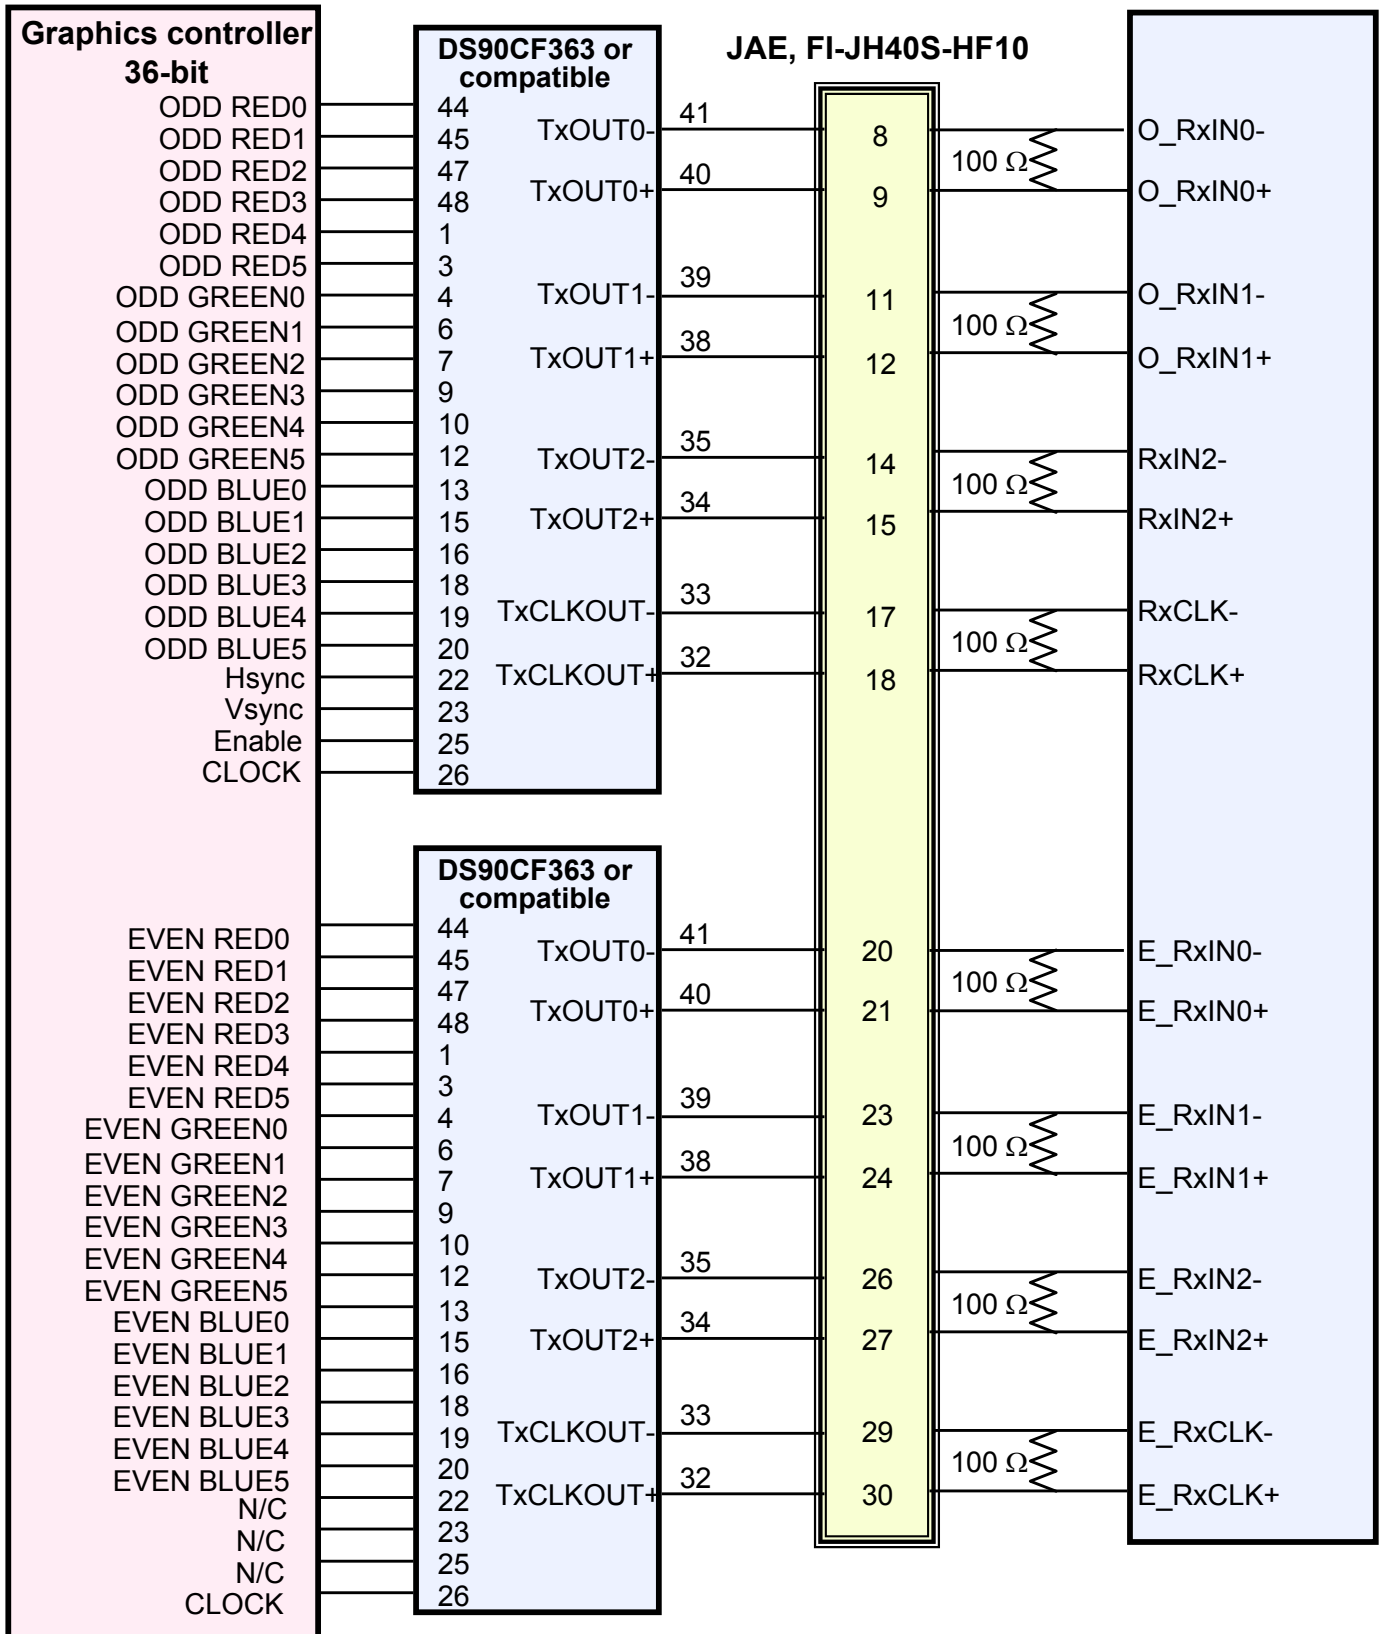 Graphics controller
36-bit
ODD RED0
ODD RED1
ODD RED2
ODD RED3
ODD RED4
ODD RED5
ODD GREEN0
ODD GREEN1
ODD GREEN2
ODD GREEN3
ODD GREEN4
ODD GREEN5
ODD BLUE0
ODD BLUE1
ODD BLUE2
ODD BLUE3
ODD BLUE4
ODD BLUE5
Hsync
Vsync
Enable
CLOCK
EVEN RED0
EVEN RED1
EVEN RED2
EVEN RED3
EVEN RED4
EVEN RED5
EVEN GREEN0
EVEN GREEN1
EVEN GREEN2
EVEN GREEN3
EVEN GREEN4
EVEN GREEN5
EVEN BLUE0
EVEN BLUE1
EVEN BLUE2
EVEN BLUE3
EVEN BLUE4
EVEN BLUE5
N/C
N/C
N/C
CLOCK
DS90CF363 or
compatible
44
45
47
48
1
3
4
6
7
9
10
12
13
15
16
18
19
20
22
23
25
26
TxOUT0-
TxOUT0+
TxOUT1-
TxOUT1+
TxOUT2-
TxOUT2+
TxCLKOUT-
TxCLKOUT+
41
40
39
38
35
34
33
32
DS90CF363 or
compatible
44
45
47
48
1
3
4
6
7
9
10
12
13
15
16
18
19
20
22
23
25
26
TxOUT0-
TxOUT0+
TxOUT1-
TxOUT1+
TxOUT2-
TxOUT2+
TxCLKOUT-
TxCLKOUT+
41
40
39
38
35
34
33
32
JAE, FI-JH40S-HF10
8
9
11
12
14
15
17
18
20
21
23
24
26
27
29
30
100 Ω
100 Ω
100 Ω
100 Ω
100 Ω
100 Ω
100 Ω
100 Ω
O_RxIN0-
O_RxIN0+
O_RxIN1-
O_RxIN1+
RxIN2-
RxIN2+
RxCLK-
RxCLK+
E_RxIN0-
E_RxIN0+
E_RxIN1-
E_RxIN1+
E_RxIN2-
E_RxIN2+
E_RxCLK-
E_RxCLK+